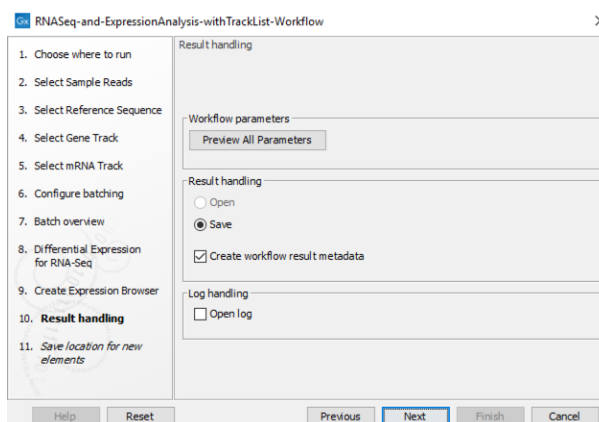 Gx RNASeq-and-ExpressionAnalysis-withTrackList-Workflow
1. Choose where to run
2. Select Sample Reads
3. Select Reference Sequence
4. Select Gene Track
5. Select mRNA Track
6. Configure batching
7. Batch overview
8. Differential Expression
for RNA-Seq
9. Create Expression Browser
10. Result handling
11. Save location for new
elements
Result handling
Workflow parameters
Preview All Parameters
Result handling
Open
Save
Create workflow result metadata
Log handling
Open log
Help Reset Previous Next Finish Cancel